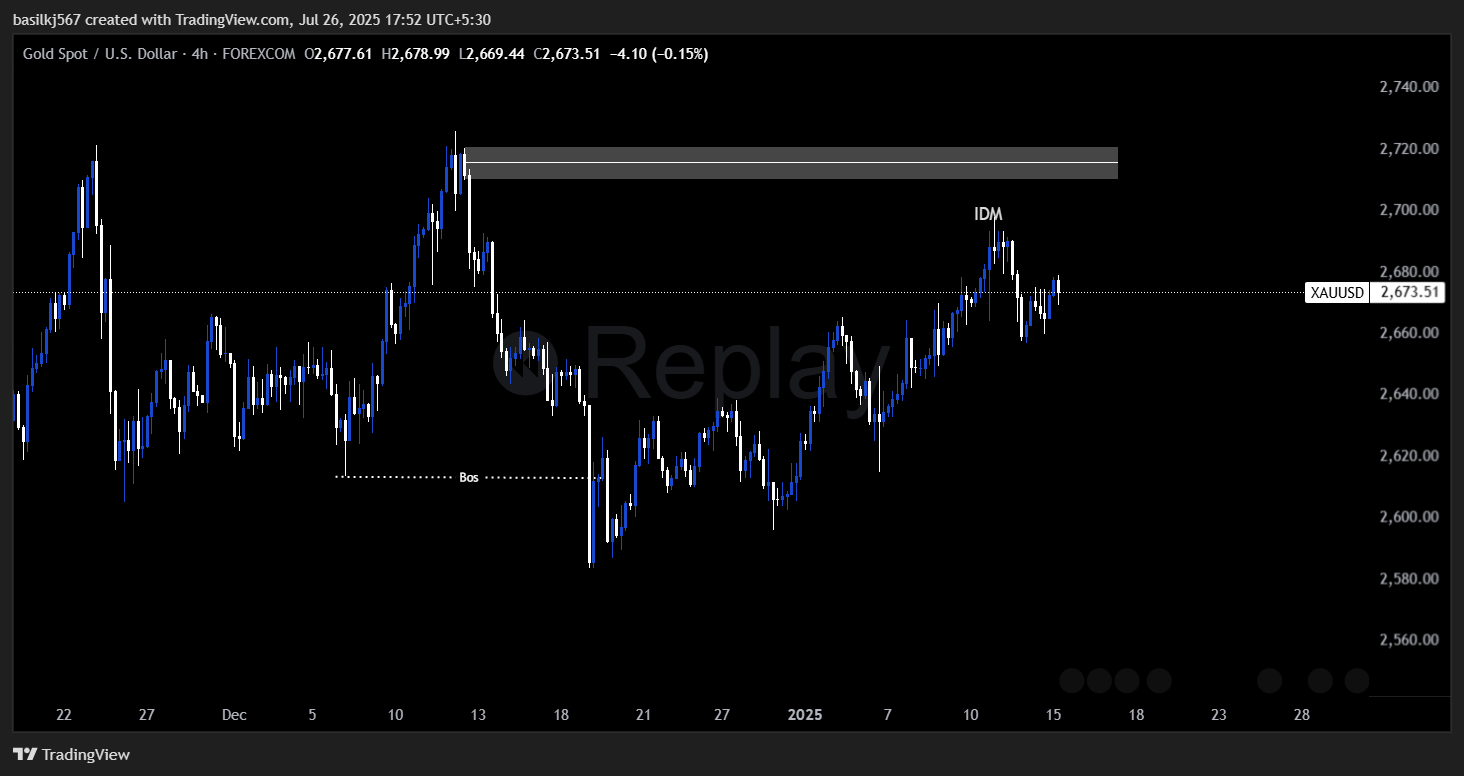 basilkj567 created with TradingView.com, Jul 26, 2025 17:52 UTC+5:30
Gold Spot / U.S. Dollar · 4h · FOREXCOM O2,677.61 H2,678.99 L2,669.44 C2,673.51 −4.10 (−0.15%)
2,740.00
2,720.00
IDM
2,700.00
2,680.00
XAUUSD 2,673.51
2,660.00
Replay
2,640.00
2,620.00
Bos
2,600.00
2,580.00
2,560.00
22 27 Dec 5 10 13 18 21 27 2025 7 10 15 18 23 28
TradingView